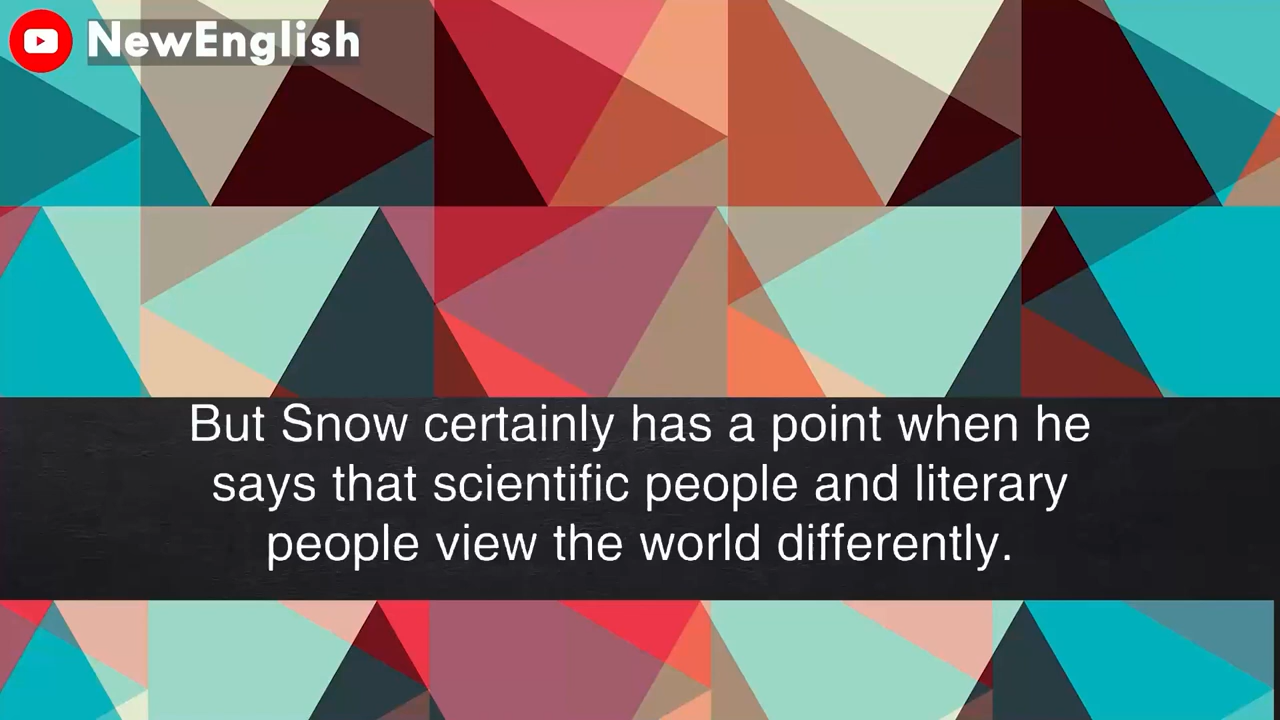 NewEnglish
But Snow certainly has a point when he
says that scientific people and literary
people view the world differently.